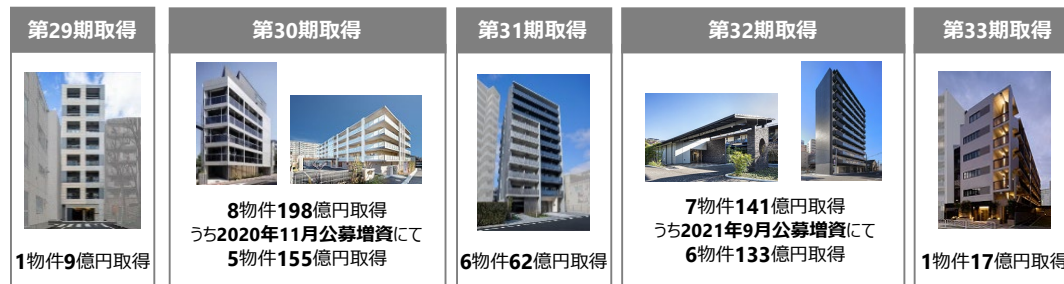 第29期取得
1物件9億円取得
第30期取得
8物件198億円取得
うち2020年11月公募増資にて
5物件155億円取得
第31期取得
6物件62億円取得
第32期取得
7物件141億円取得
うち2021年9月公募増資にて
6物件133億円取得
第33期取得
1物件17億円取得